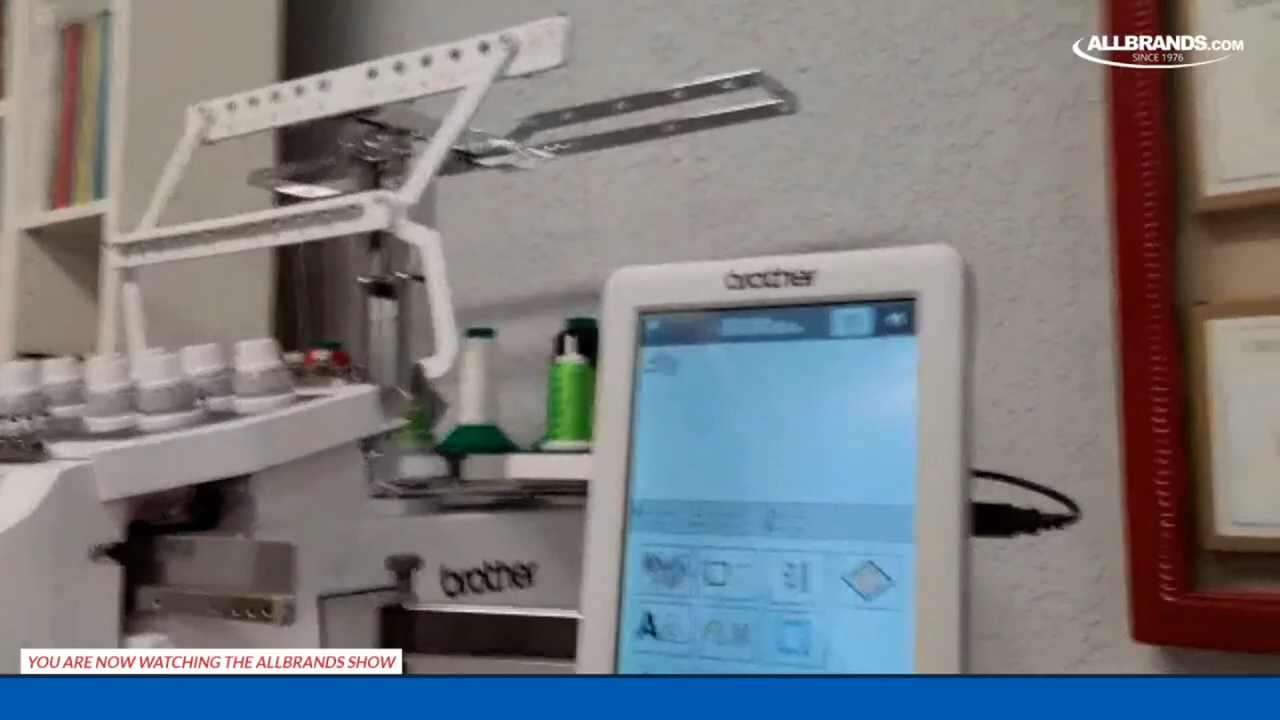 ALLBRANDS.COM
SINCE 1976
brother
brother
A
YOU ARE NOW WATCHING THE ALLBRANDS SHOW